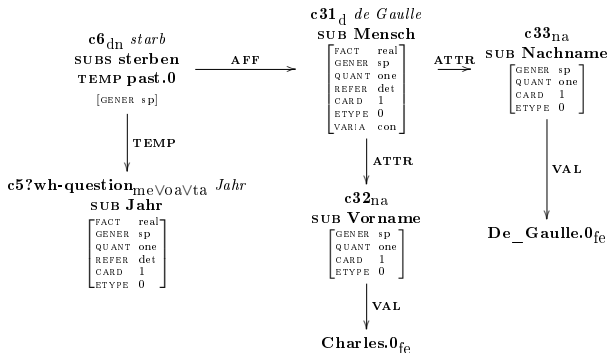 c6dn starb
SUBS sterben
TEMP past.0
[GENER sp]
AFF
c31d de Gaulle
SUB Mensch
FACT real
GENER sp
QUANT one
REFER det
CARD 1
ETYPE 0
VARIA con
ATTR
c33na
SUB Nachname
GENER sp
QUANT one
CARD 1
ETYPE 0
TEMP
ATTR
VAL
c5?wh-questionme∨oa∨ta Jahr
SUB Jahr
FACT real
GENER sp
QUANT one
REFER det
CARD 1
ETYPE 0
c32na
SUB Vorname
GENER sp
QUANT one
CARD 1
ETYPE 0
De_Gaulle.0fe
VAL
Charles.0fe